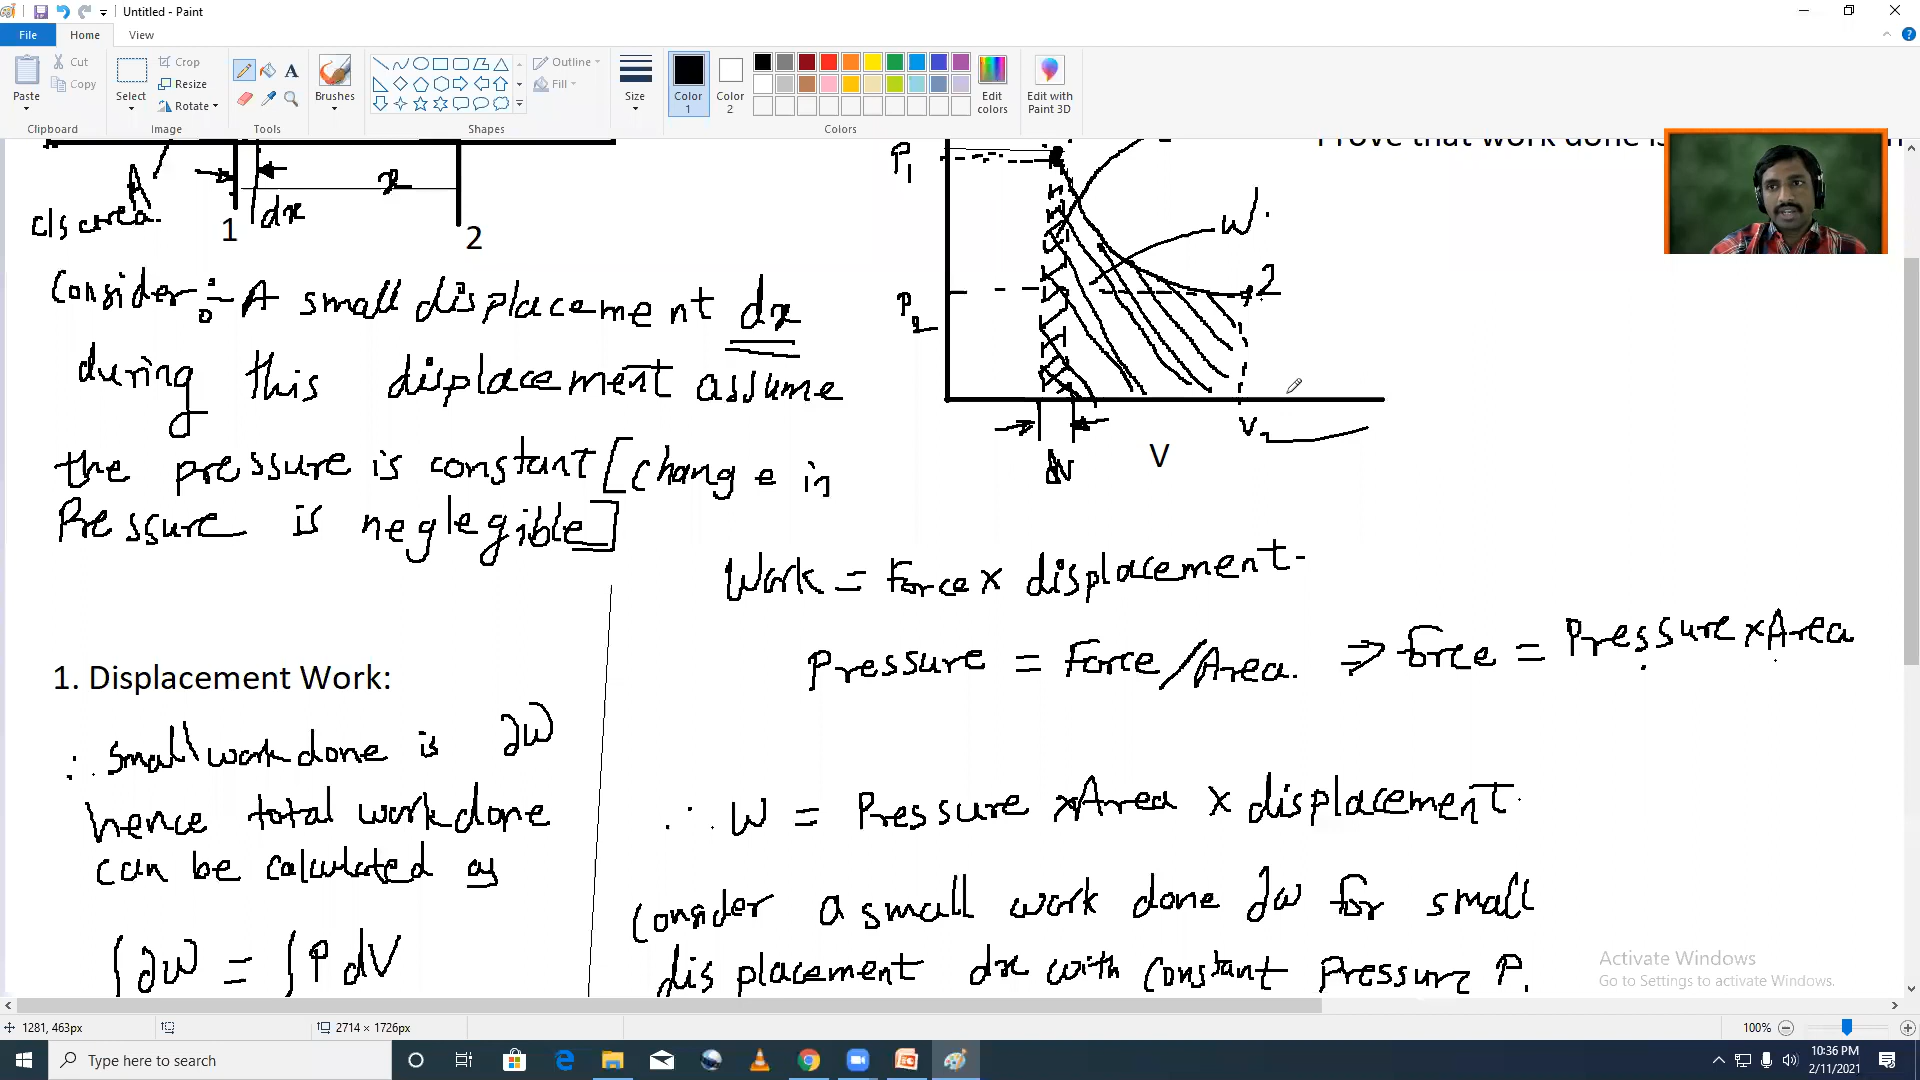 Untitled - Paint
File
Home
View
Paste
Cut
Copy
Clipboard
Select
Crop
Resize
Rotate
Image
Tools
Brushes
Shapes
Outline
Fill
Size
Color 1
Color 2
Edit colors
Edit with Paint 3D
Colors
Prove that work done is
A
c/s area.
1
dx
x
2
P1
P2
W.
2
V2
dV
V
Consider:- A small displacement dx
during this displacement assume
the pressure is constant [change in
Pressure is neglegible]
Work = Force x displacement
Pressure = Force/Area. ⇒ Force = Pressure x Area
1. Displacement Work:
∴ small work done is ∂W
hence total work done
can be calculated as
∫∂W = ∫P dV
∴ W = Pressure x Area x displacement.
Consider a small work done ∂W for small
displacement dx with constant Pressure P.
Activate Windows
Go to Settings to activate Windows.
1281, 463px
2714 × 1726px
100%
Type here to search
10:36 PM
2/11/2021